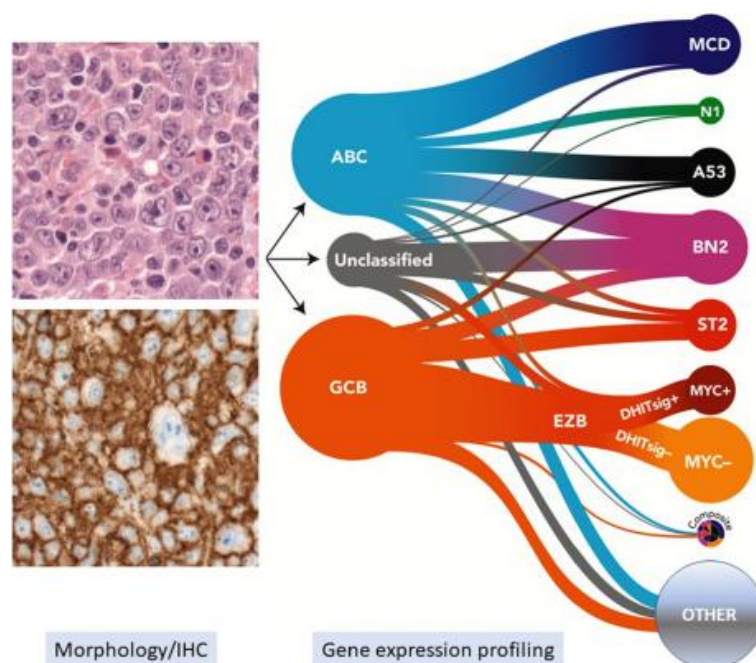 MCD
N1
ABC
A53
BN2
Unclassified
ST2
GCB
MYC+
DHITsig+
EZB
DHITsig–
MYC–
Composite
OTHER
Morphology/IHC
Gene expression profiling